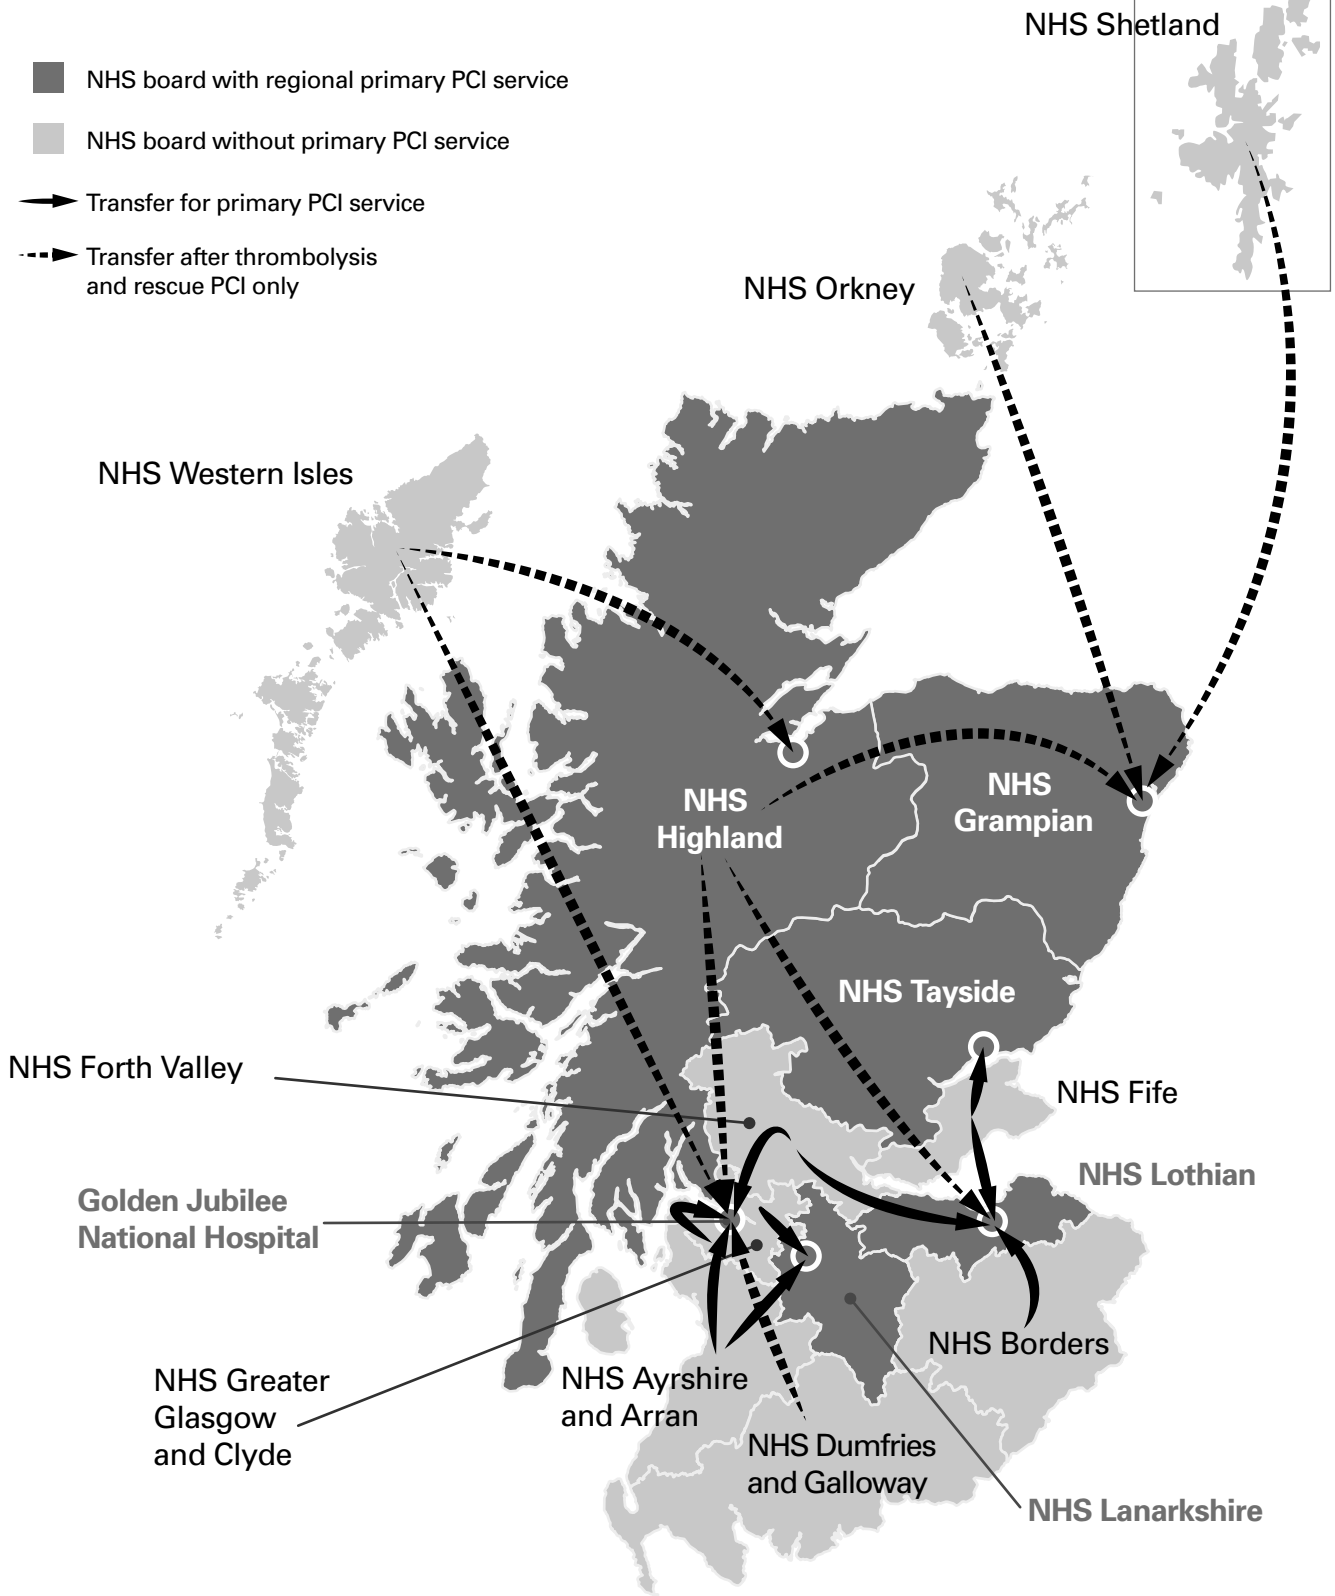 NHS Shetland
NHS board with regional primary PCI service
NHS board without primary PCI service
Transfer for primary PCI service
Transfer after thrombolysis
and rescue PCI only
NHS Orkney
NHS Western Isles
NHS
Highland
NHS
Grampian
NHS Tayside
NHS Forth Valley
NHS Fife
NHS Lothian
Golden Jubilee
National Hospital
NHS Borders
NHS Greater
Glasgow
and Clyde
NHS Ayrshire
and Arran
NHS Dumfries
and Galloway
NHS Lanarkshire